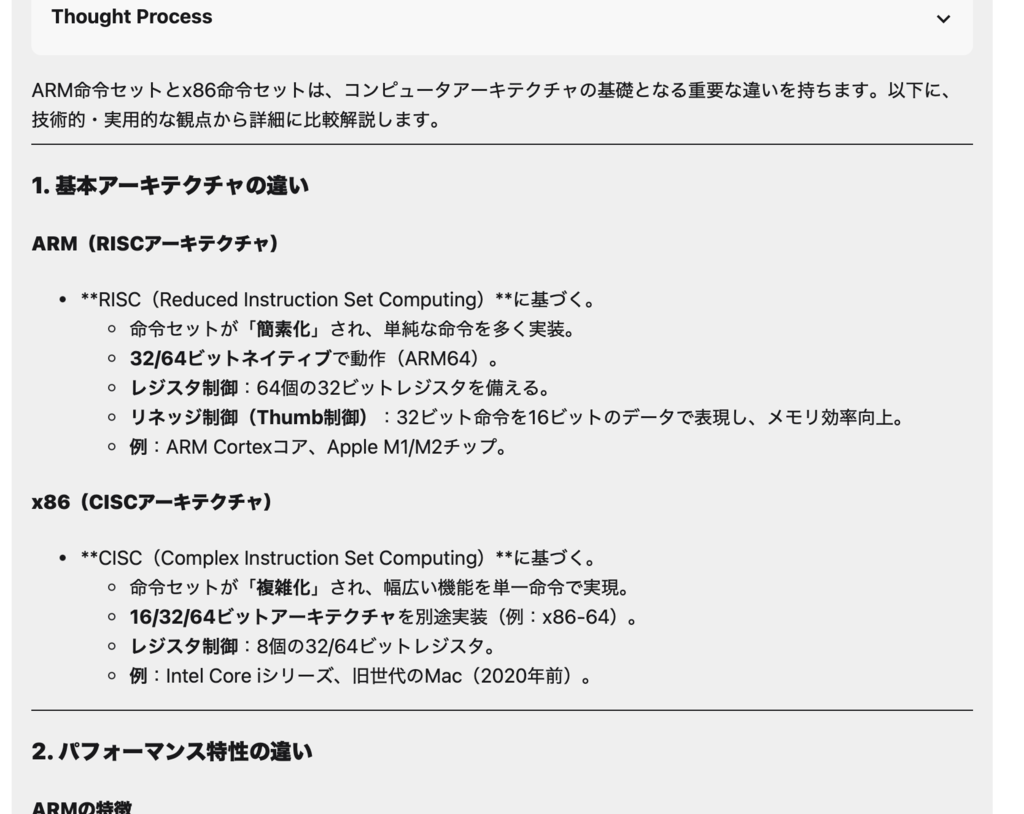 Thought Process
ARM命令セットとx86命令セットは、コンピュータアーキテクチャの基礎となる重要な違いを持ちます。以下に、
技術的・実用的な観点から詳細に比較解説します。
1. 基本アーキテクチャの違い
ARM（RISCアーキテクチャ）
• **RISC（Reduced Instruction Set Computing）**に基づく。
◦ 命令セットが「簡素化」され、単純な命令を多く実装。
◦ 32/64ビットネイティブで動作（ARM64）。
◦ レジスタ制御：64個の32ビットレジスタを備える。
◦ リネッジ制御（Thumb制御）：32ビット命令を16ビットのデータで表現し、メモリ効率向上。
◦ 例：ARM Cortexコア、Apple M1/M2チップ。
x86（CISCアーキテクチャ）
• **CISC（Complex Instruction Set Computing）**に基づく。
◦ 命令セットが「複雑化」され、幅広い機能を単一命令で実現。
◦ 16/32/64ビットアーキテクチャを別途実装（例：x86-64）。
◦ レジスタ制御：8個の32/64ビットレジスタ。
◦ 例：Intel Core iシリーズ、旧世代のMac（2020年前）。
2. パフォーマンス特性の違い
ARMの特徴